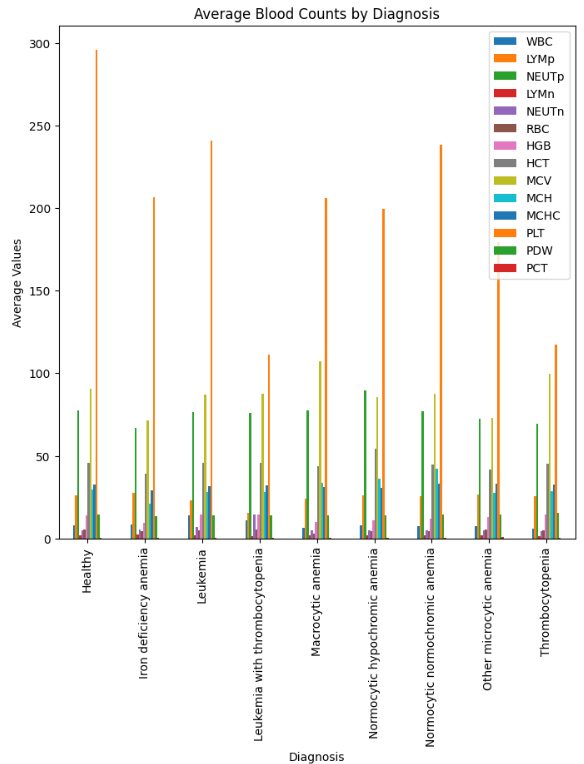 Average Blood Counts by Diagnosis
300
250
200
150
100
50
0
Average Values
WBC
LYMp
NEUTp
LYMn
NEUTn
RBC
HGB
HCT
MCV
MCH
MCHC
PLT
PDW
PCT
Healthy
Iron deficiency anemia
Leukemia
Leukemia with thrombocytopenia
Macrocytic anemia
Normocytic hypochromic anemia
Normocytic normochromic anemia
Other microcytic anemia
Thrombocytopenia
Diagnosis